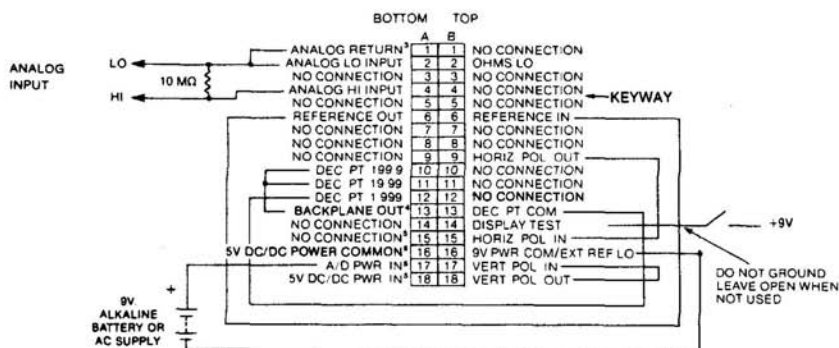 BOTTOM TOP
A B
ANALOG RETURN³ 1 1 NO CONNECTION
ANALOG LO INPUT 2 2 OHMS LO
NO CONNECTION 3 3 NO CONNECTION
ANALOG HI INPUT 4 4 NO CONNECTION
NO CONNECTION 5 5 NO CONNECTION
REFERENCE OUT 6 6 REFERENCE IN
NO CONNECTION 7 7 NO CONNECTION
NO CONNECTION 8 8 NO CONNECTION
NO CONNECTION 9 9 HORIZ POL OUT
DEC PT 199 9 10 10 NO CONNECTION
DEC PT 19 99 11 11 NO CONNECTION
DEC PT 1 999 12 12 NO CONNECTION
BACKPLANE OUT⁴ 13 13 DEC PT COM
NO CONNECTION 14 14 DISPLAY TEST
NO CONNECTION⁵ 15 15 HORIZ POL IN
5V DC/DC POWER COMMON⁵ 16 16 9V PWR COM/EXT REF LO
A/D PWR IN⁵ 17 17 VERT POL IN
5V DC/DC PWR IN⁵ 18 18 VERT POL OUT
ANALOG
INPUT
LO
10 MΩ
HI
KEYWAY
+9V
DO NOT GROUND
LEAVE OPEN WHEN
NOT USED
+
9V
ALKALINE
BATTERY OR
AC SUPPLY
-